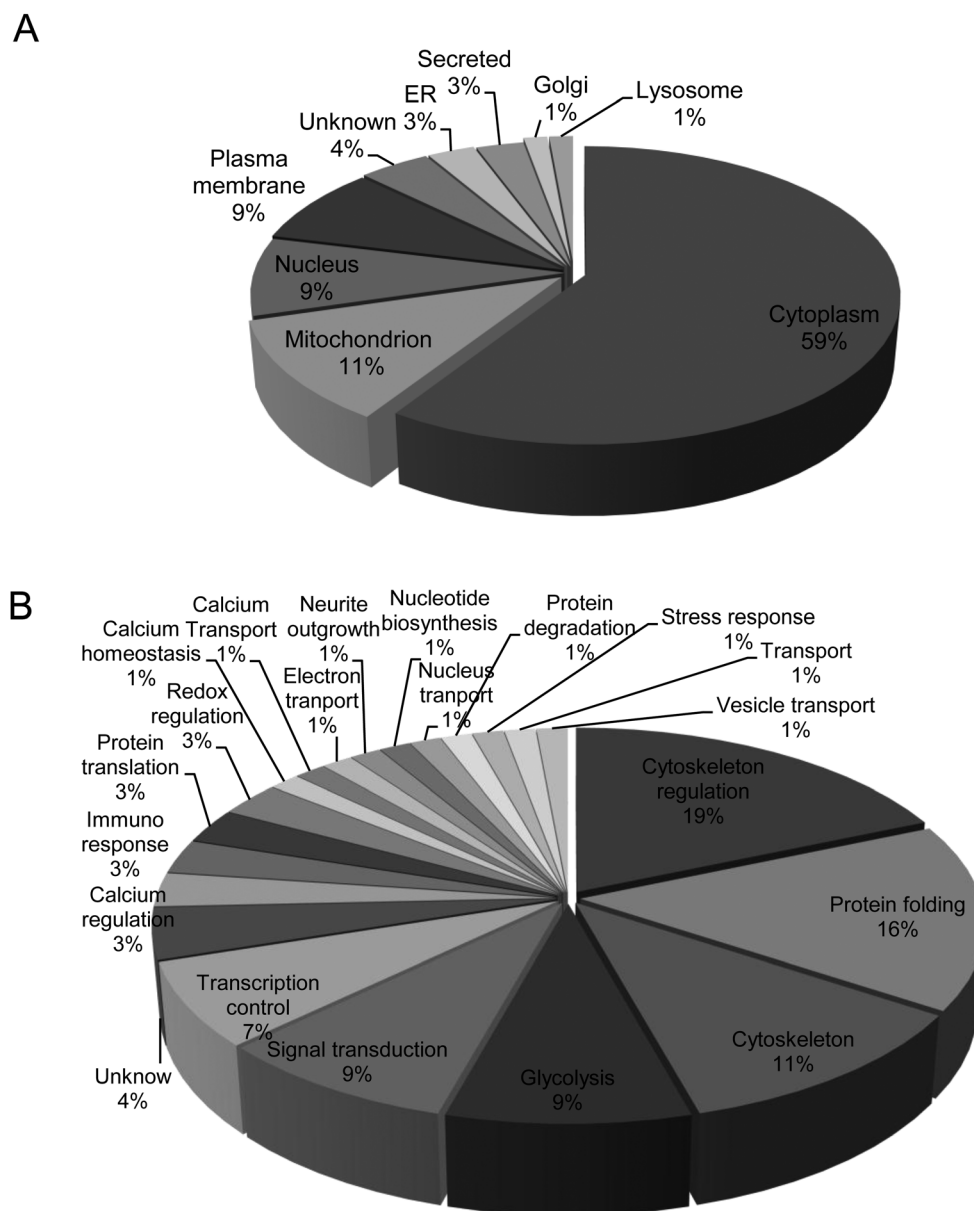 A
Secreted
3%
ER
3%
Golgi
1%
Lysosome
1%
Unknown
4%
Plasma
membrane
9%
Nucleus
9%
Mitochondrion
11%
Cytoplasm
59%
B
Calcium
homeostasis
1%
Calcium
Transport
1%
Neurite
outgrowth
1%
Electron
tranport
1%
Nucleotide
biosynthesis
1%
Nucleus
tranport
1%
Protein
degradation
1%
Stress response
1%
Transport
1%
Vesicle transport
1%
Redox
regulation
3%
Protein
translation
3%
Immuno
response
3%
Calcium
regulation
3%
Unknow
4%
Transcription
control
7%
Signal transduction
9%
Glycolysis
9%
Cytoskeleton
11%
Protein folding
16%
Cytoskeleton
regulation
19%